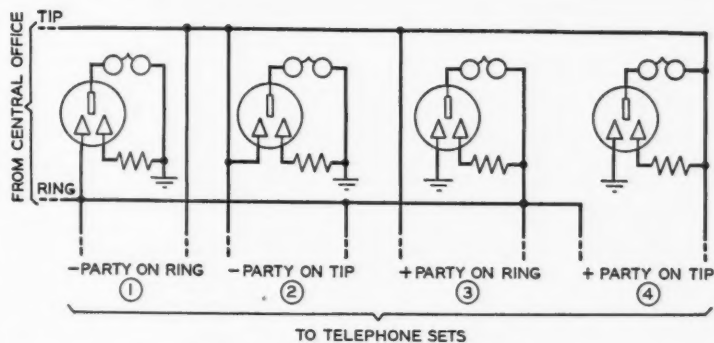 TIP
FROM CENTRAL OFFICE
RING
-PARTY ON RING
-PARTY ON TIP
+PARTY ON RING
+ PARTY ON TIP
1
2
3
4
TO TELEPHONE SETS